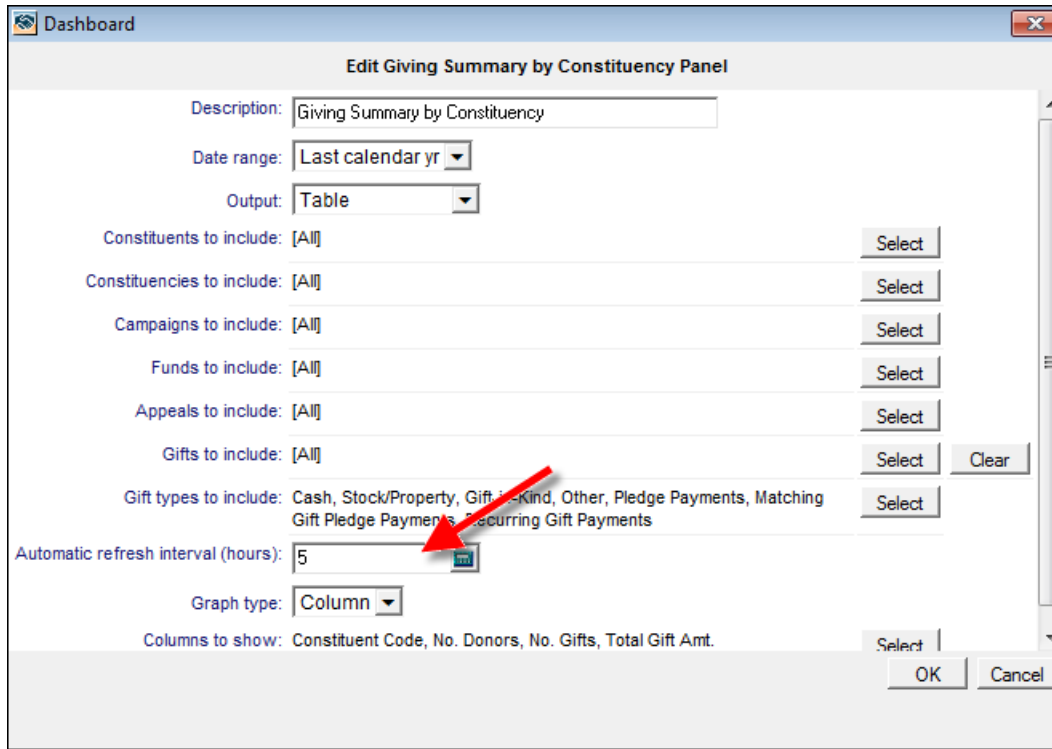 Dashboard
Edit Giving Summary by Constituency Panel
Description: Giving Summary by Constituency
Date range: Last calendar yr
Output: Table
Constituents to include: [All] Select
Constituencies to include: [All] Select
Campaigns to include: [All] Select
Funds to include: [All] Select
Appeals to include: [All] Select
Gifts to include: [All] Select Clear
Gift types to include: Cash, Stock/Property, Gift-in-Kind, Other, Pledge Payments, Matching Select
Gift Pledge Payments, Recurring Gift Payments
Automatic refresh interval (hours): 5
Graph type: Column
Columns to show: Constituent Code, No. Donors, No. Gifts, Total Gift Amt. Select
OK Cancel